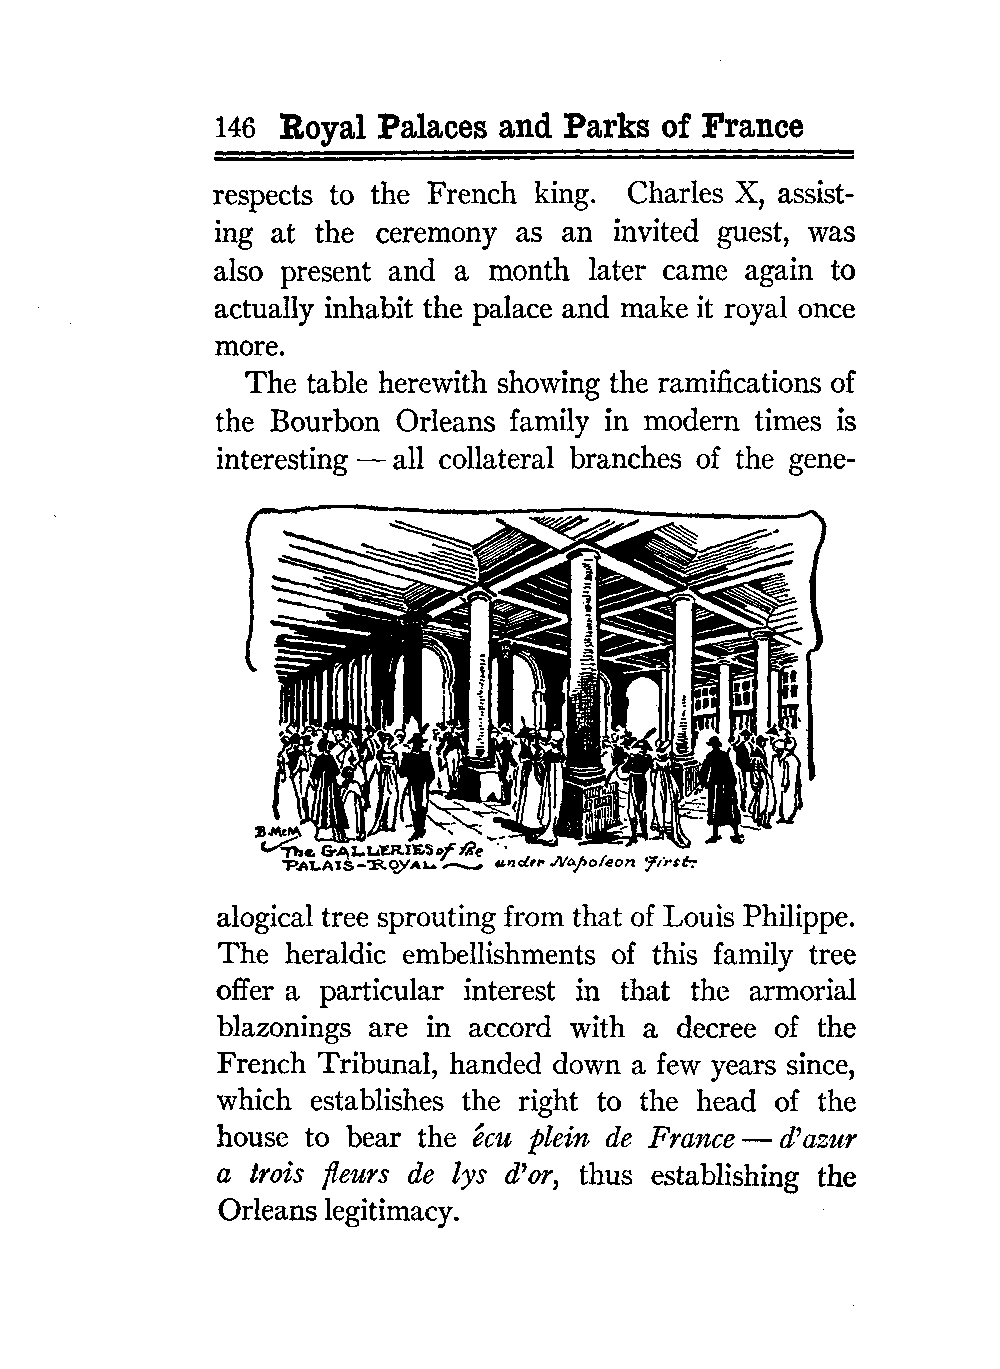 146 Royal Palaces and Parks of France
respects to the French king. Charles X, assist-
ing at the ceremony as an invited guest, was
also present and a month later came again to
actually inhabit the palace and make it royal once
more.
The table herewith showing the ramifications of
the Bourbon Orleans family in modern times is
interesting — all collateral branches of the gene-
B. McM
The GALLERIES of the
PALAIS-ROYAL under Napoleon First
alogical tree sprouting from that of Louis Philippe.
The heraldic embellishments of this family tree
offer a particular interest in that the armorial
blazonings are in accord with a decree of the
French Tribunal, handed down a few years since,
which establishes the right to the head of the
house to bear the écu plein de France — d'azur
a trois fleurs de lys d'or, thus establishing the
Orleans legitimacy.